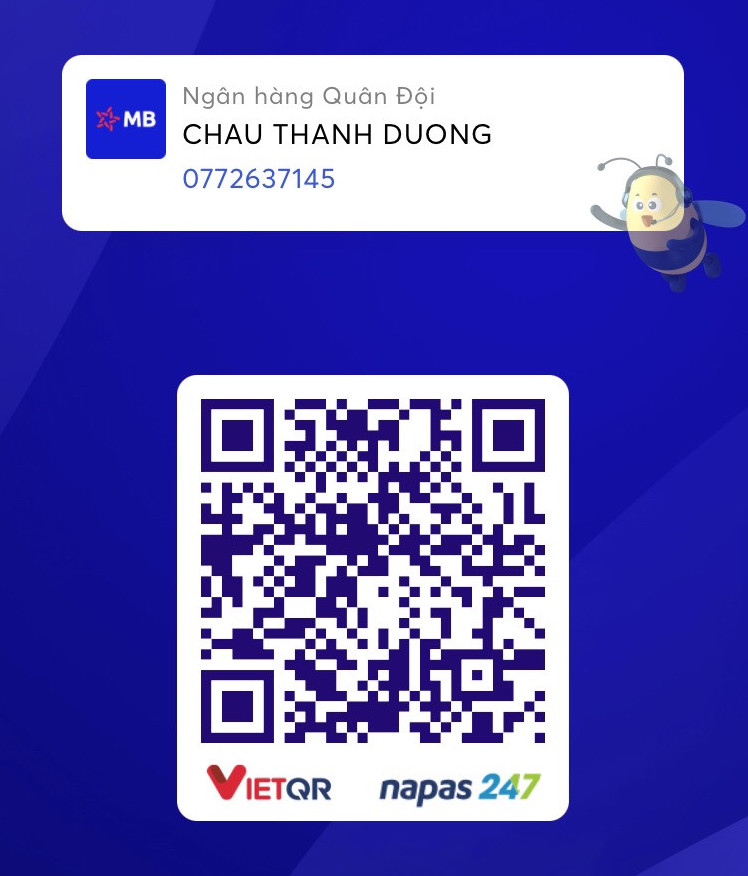 MB
Ngân hàng Quân Đội
CHAU THANH DUONG
0772637145
VIETQR
napas 247